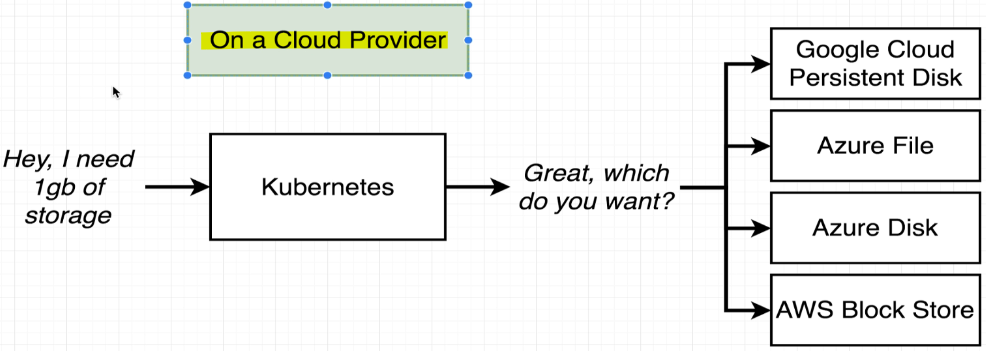 On a Cloud Provider
Hey, I need
1gb of
storage
Kubernetes
Great, which
do you want?
Google Cloud
Persistent Disk
Azure File
Azure Disk
AWS Block Store